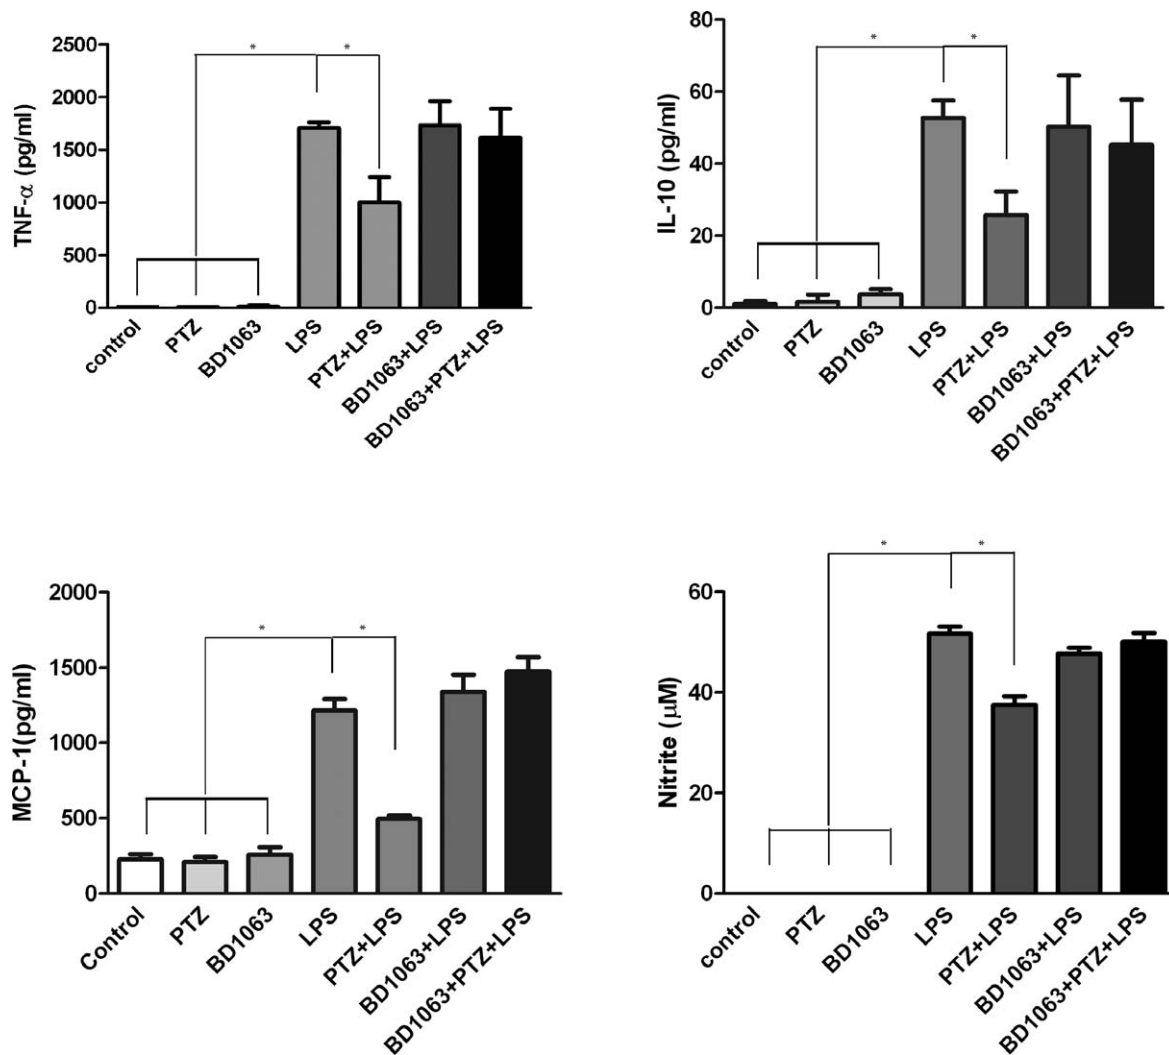 2500
2000
1500
1000
500
0
TNF-α (pg/ml)
*
*
control
PTZ
BD1063
LPS
PTZ+LPS
BD1063+LPS
BD1063+PTZ+LPS
80
60
40
20
0
IL-10 (pg/ml)
*
*
control
PTZ
BD1063
LPS
PTZ+LPS
BD1063+LPS
BD1063+PTZ+LPS
2000
1500
1000
500
0
MCP-1(pg/ml)
*
*
Control
PTZ
BD1063
LPS
PTZ+LPS
BD1063+LPS
BD1063+PTZ+LPS
60
40
20
0
Nitrite (μM)
*
*
control
PTZ
BD1063
LPS
PTZ+LPS
BD1063+LPS
BD1063+PTZ+LPS